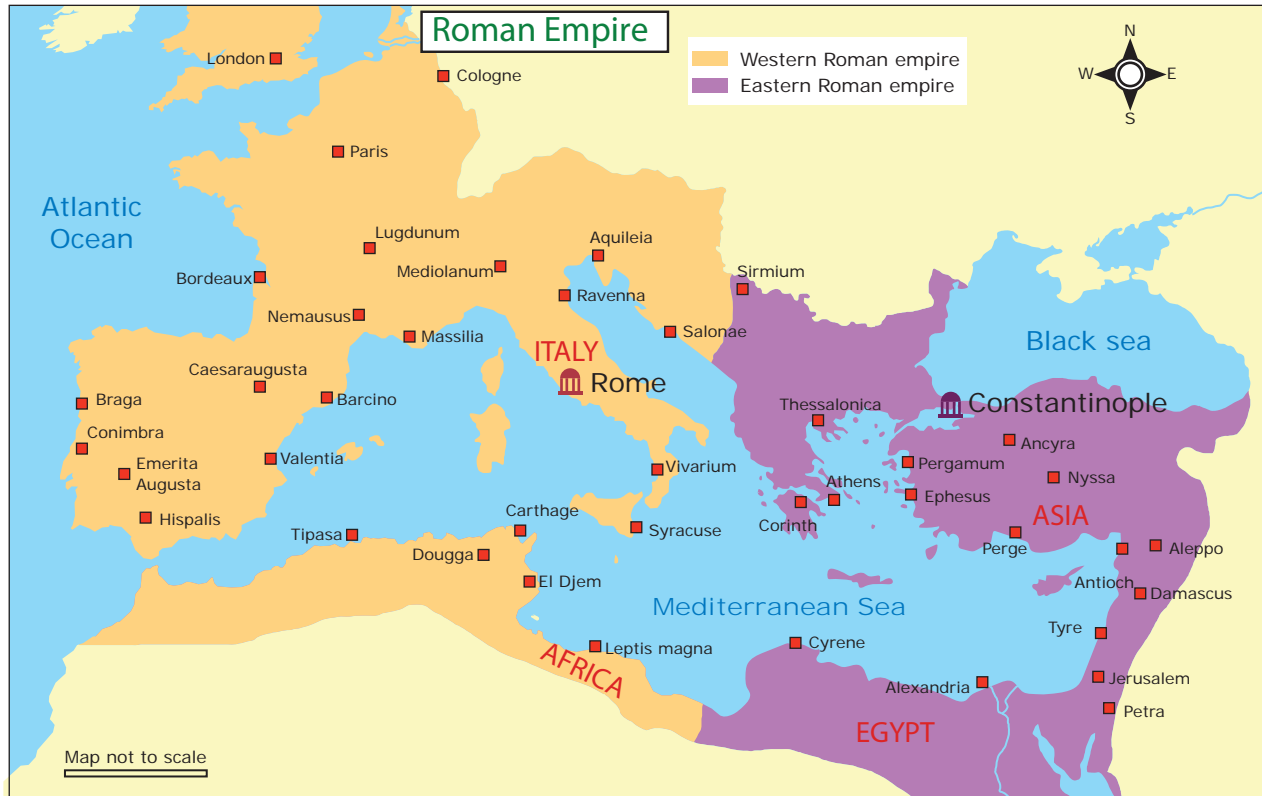 Roman Empire
Western Roman empire
Eastern Roman empire
N
W
E
S
London
Cologne
Paris
Atlantic
Ocean
Lugdunum
Aquileia
Mediolanum
Bordeaux
Sirmium
Ravenna
Nemausus
Massilia
Salonae
Black sea
ITALY
Rome
Caesaraugusta
Barcino
Braga
Constantinople
Thessalonica
Conimbra
Ancyra
Valentia
Emerita
Augusta
Vivarium
Pergamum
Nyssa
Athens
Ephesus
Hispalis
Carthage
Syracuse
Corinth
ASIA
Tipasa
Dougga
Perge
Aleppo
El Djem
Antioch
Damascus
Mediterranean Sea
Tyre
Leptis magna
Cyrene
AFRICA
Alexandria
Jerusalem
Petra
EGYPT
Map not to scale